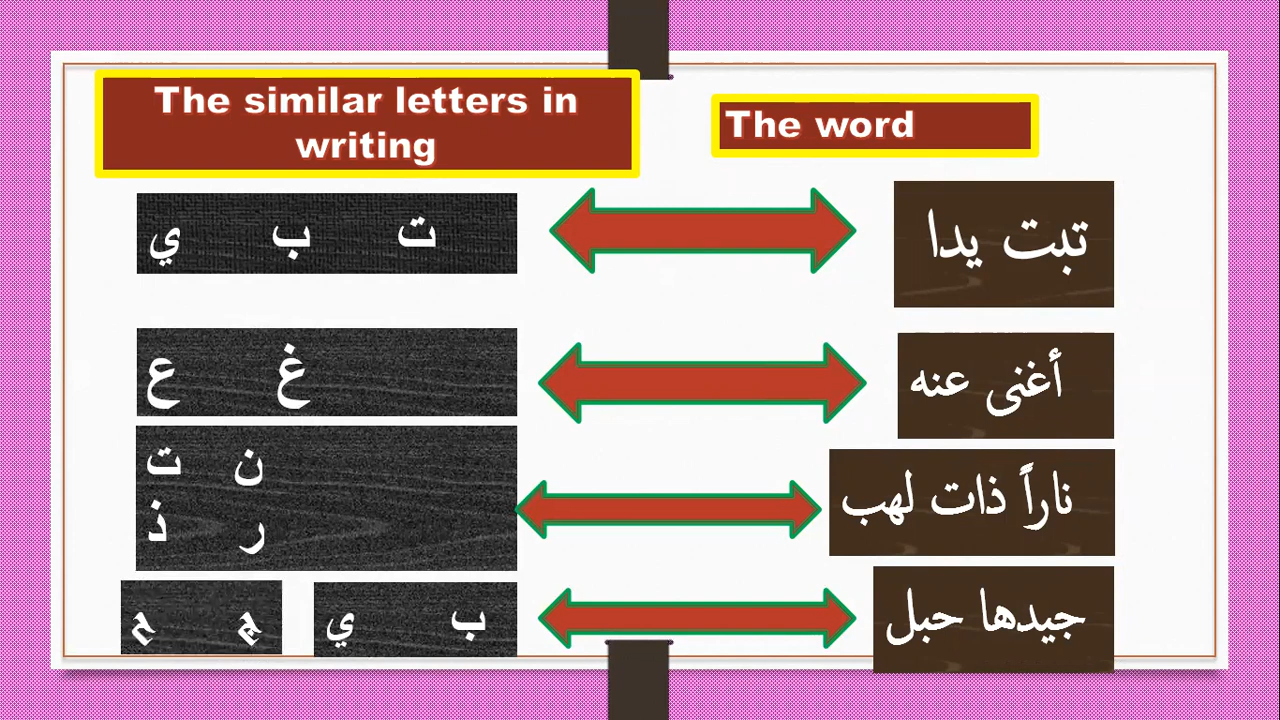 The similar letters in
writing
The word
ت ب ي
تبت يدا
غ ع
أغنى عنه
ن ت
ر ذ
ناراً ذات لهب
ب ي
ج ح
جيدها حبل